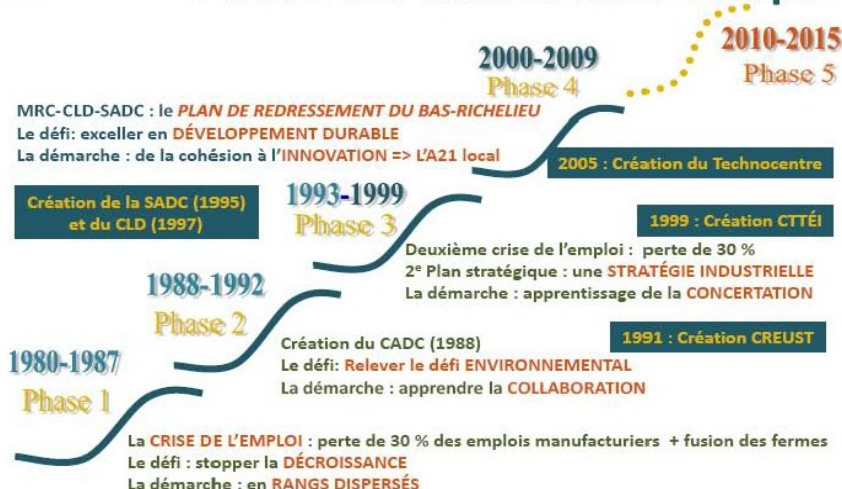 2010-2015
Phase 5
2000-2009
Phase 4
MRC-CLD-SADC : le PLAN DE REDRESSEMENT DU BAS-RICHELIEU
Le défi: exceller en DÉVELOPPEMENT DURABLE
La démarche : de la cohésion à l'INNOVATION => L'A21 local
2005 : Création du Technocentre
Création de la SADC (1995)
et du CLD (1997)
1993-1999
Phase 3
1999 : Création CTTÉI
Deuxième crise de l'emploi : perte de 30 %
2e Plan stratégique : une STRATÉGIE INDUSTRIELLE
La démarche : apprentissage de la CONCERTATION
1988-1992
Phase 2
1991 : Création CREUST
Création du CADC (1988)
Le défi: Relever le défi ENVIRONNEMENTAL
La démarche : apprendre la COLLABORATION
1980-1987
Phase 1
La CRISE DE L'EMPLOI : perte de 30 % des emplois manufacturiers + fusion des fermes
Le défi : stopper la DÉCROISSANCE
La démarche : en RANGS DISPERSÉS